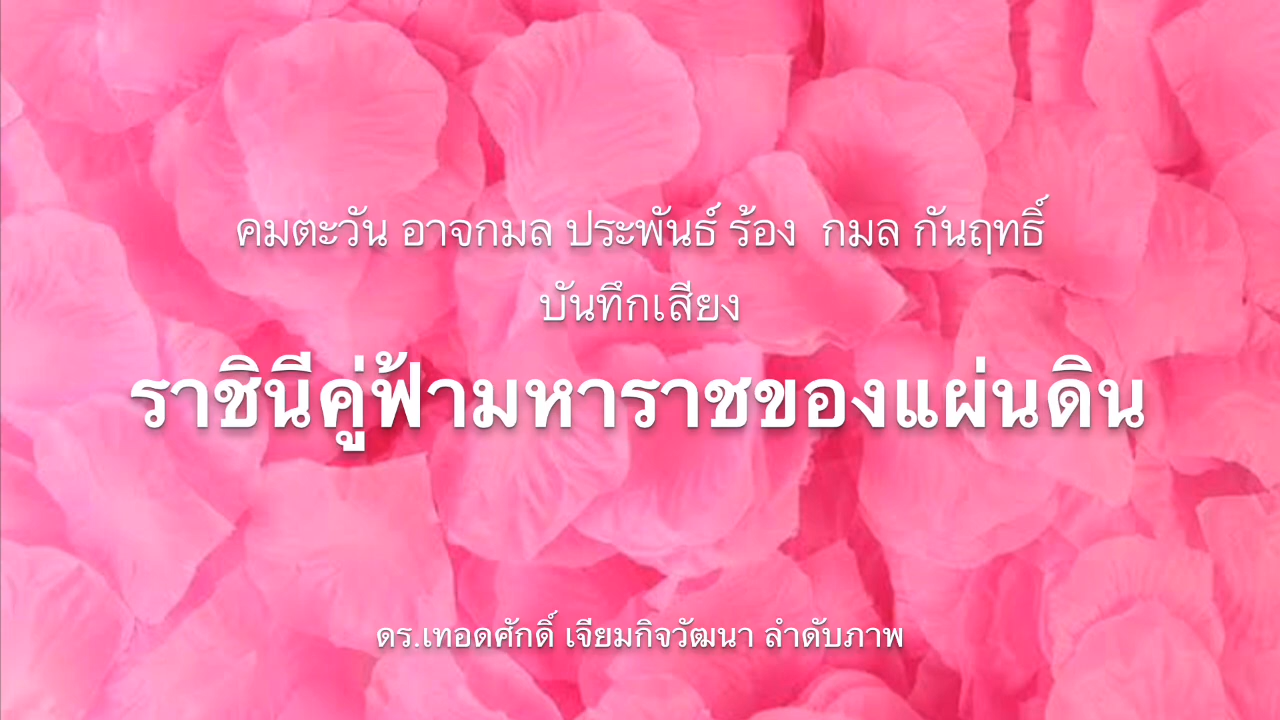 คมตะวัน อาจกมล ประพันธ์ ร้อง กมล กันฤทธิ์
บันทึกเสียง
ราชินีคู่ฟ้ามหาราชของแผ่นดิน
ดร.เทอดศักดิ์ เจียมกิจวัฒนา ลำดับภาพ